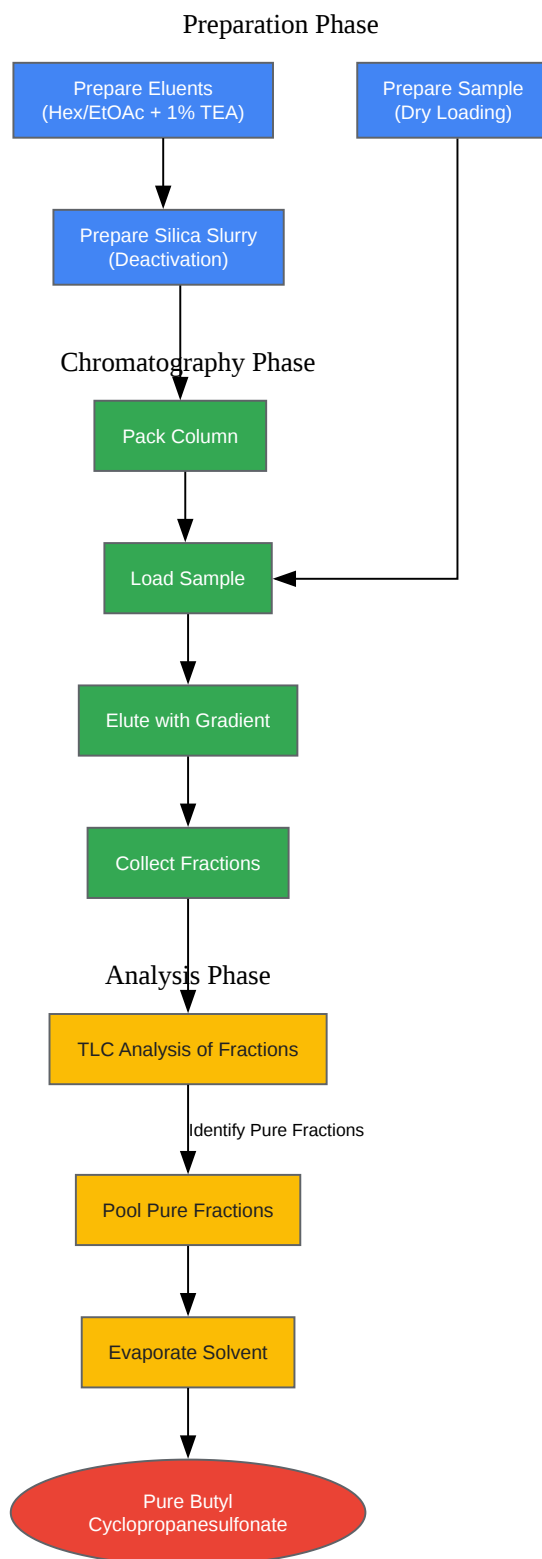 Preparation Phase
Prepare Eluents
(Hex/EtOAc + 1% TEA)
Prepare Sample
(Dry Loading)
Prepare Silica Slurry
(Deactivation)
Chromatography Phase
Pack Column
Load Sample
Elute with Gradient
Collect Fractions
Analysis Phase
TLC Analysis of Fractions
Identify Pure Fractions
Pool Pure Fractions
Evaporate Solvent
Pure Butyl
Cyclopropanesulfonate